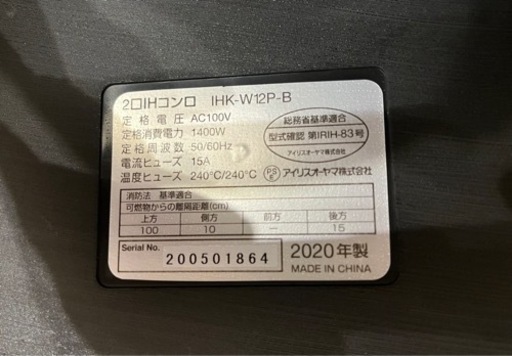 2口IHコンロ IHK-W12P-B
定格電圧 AC100V
定格消費電力 1400W
定格周波数 50/60Hz
電流ヒューズ 15A
温度ヒューズ 240℃/240℃
総務省基準適合
型式確認 第IRIH-83号
アイリスオーヤマ株式会社
PS
E
アイリスオーヤマ株式会社
消防法 基準適合
可燃物からの離隔距離(cm)
上方 側方 前方 後方
100 10 — 15
Serial No. 200501864
2020年製
MADE IN CHINA